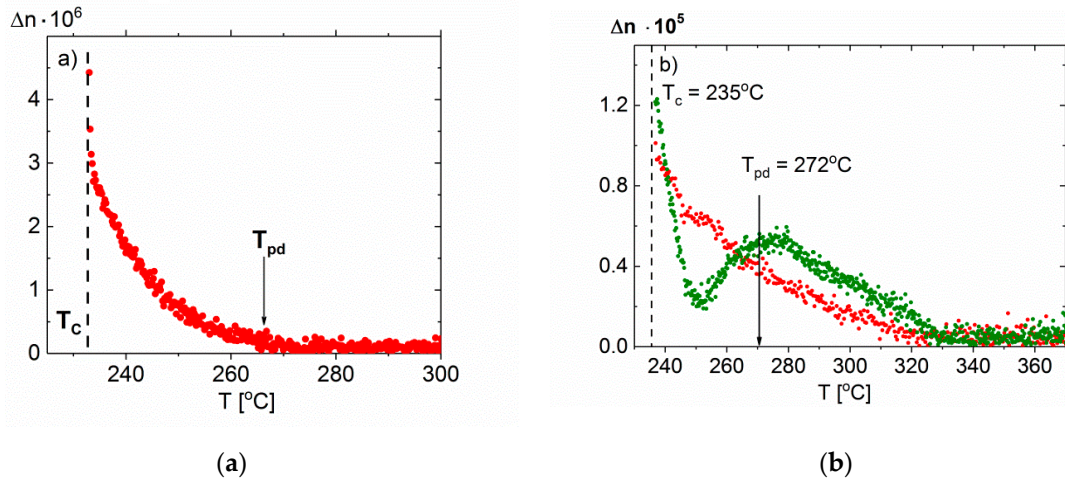 Δn · 10⁶
a)
4
3
2
1
0
T_C
T_pd
240 260 280 300
T [°C]
(a)
Δn · 10⁵
b)
T_c = 235°C
T_pd = 272°C
1.2
0.8
0.4
0.0
240 260 280 300 320 340 360
T [°C]
(b)